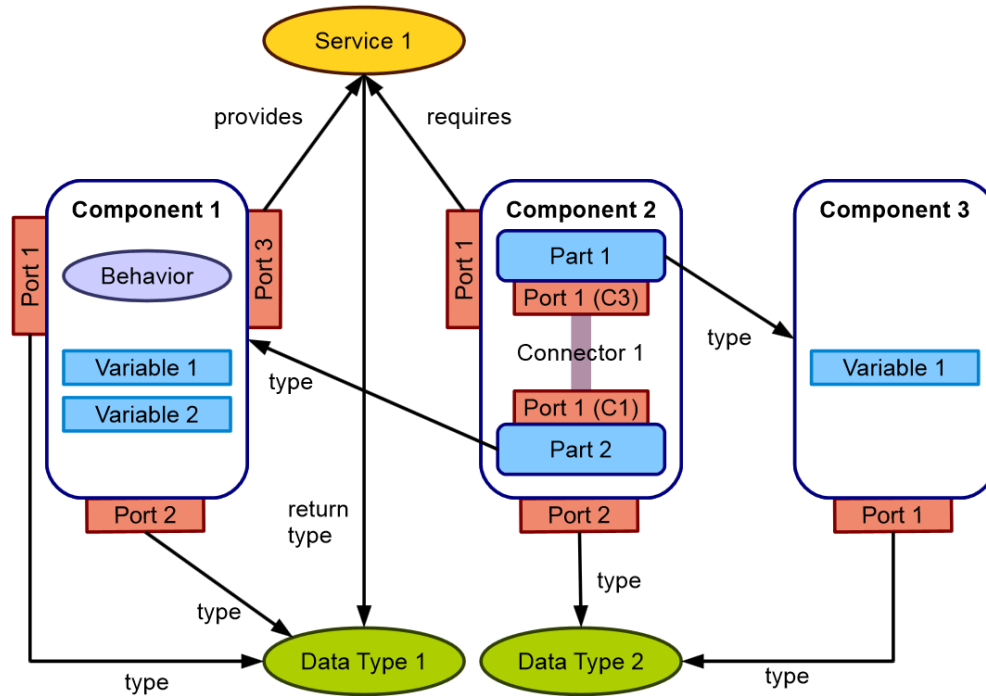 Service 1
provides
requires
Component 1
Component 2
Component 3
Port 1
Behavior
Port 3
Port 1
Part 1
Port 1 (C3)
type
Connector 1
Variable 1
Variable 1
type
Variable 2
Port 1 (C1)
Part 2
Port 2
return
type
Port 2
Port 1
type
type
Data Type 1
Data Type 2
type
type